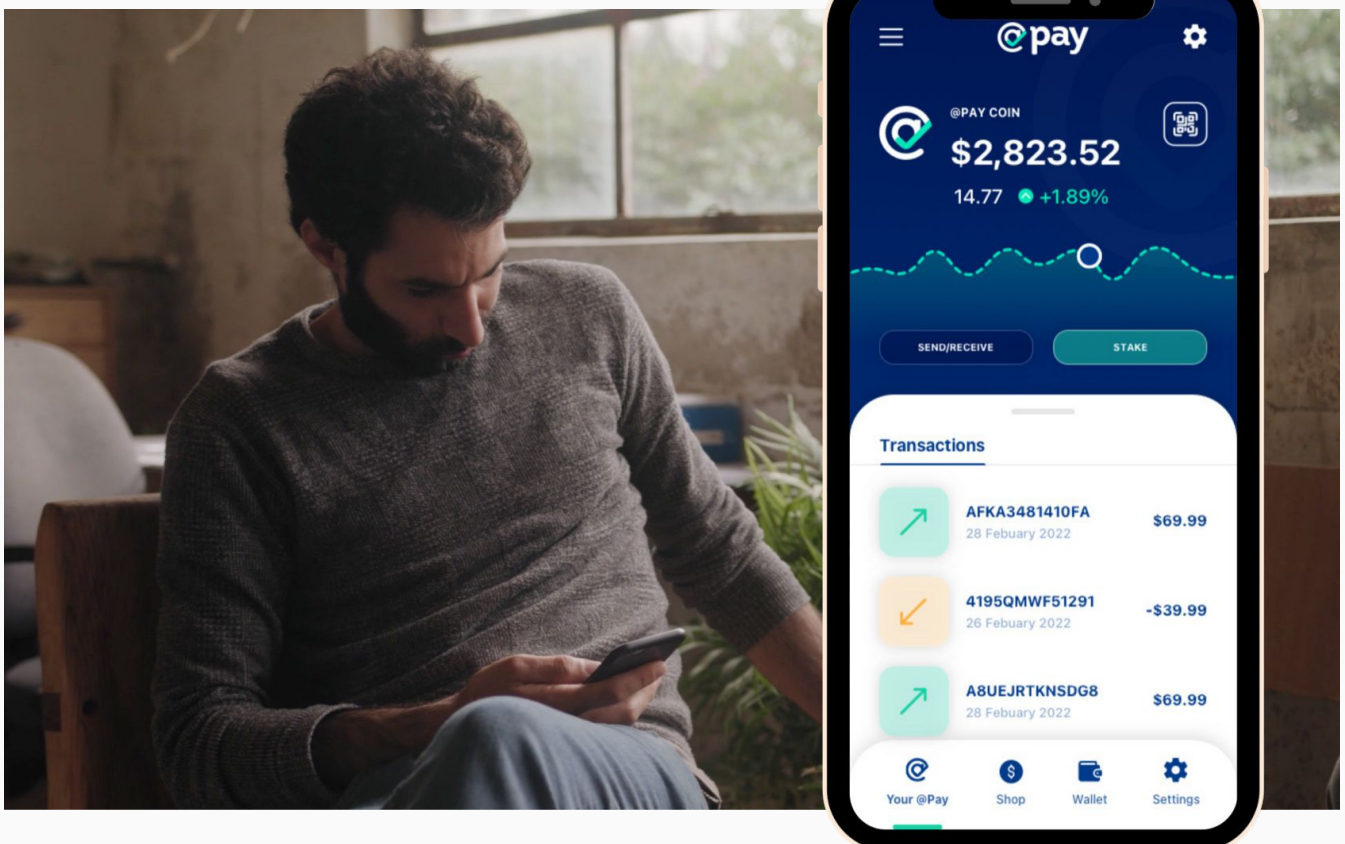 @pay
@PAY COIN
$2,823.52
14.77 +1.89%
SEND/RECEIVE STAKE
Transactions
AFKA3481410FA
$69.99
28 Febuary 2022
4195QMWF51291
-$39.99
26 Febuary 2022
A8UEJRTKNSDG8
$69.99
28 Febuary 2022
Your @Pay Shop Wallet Settings